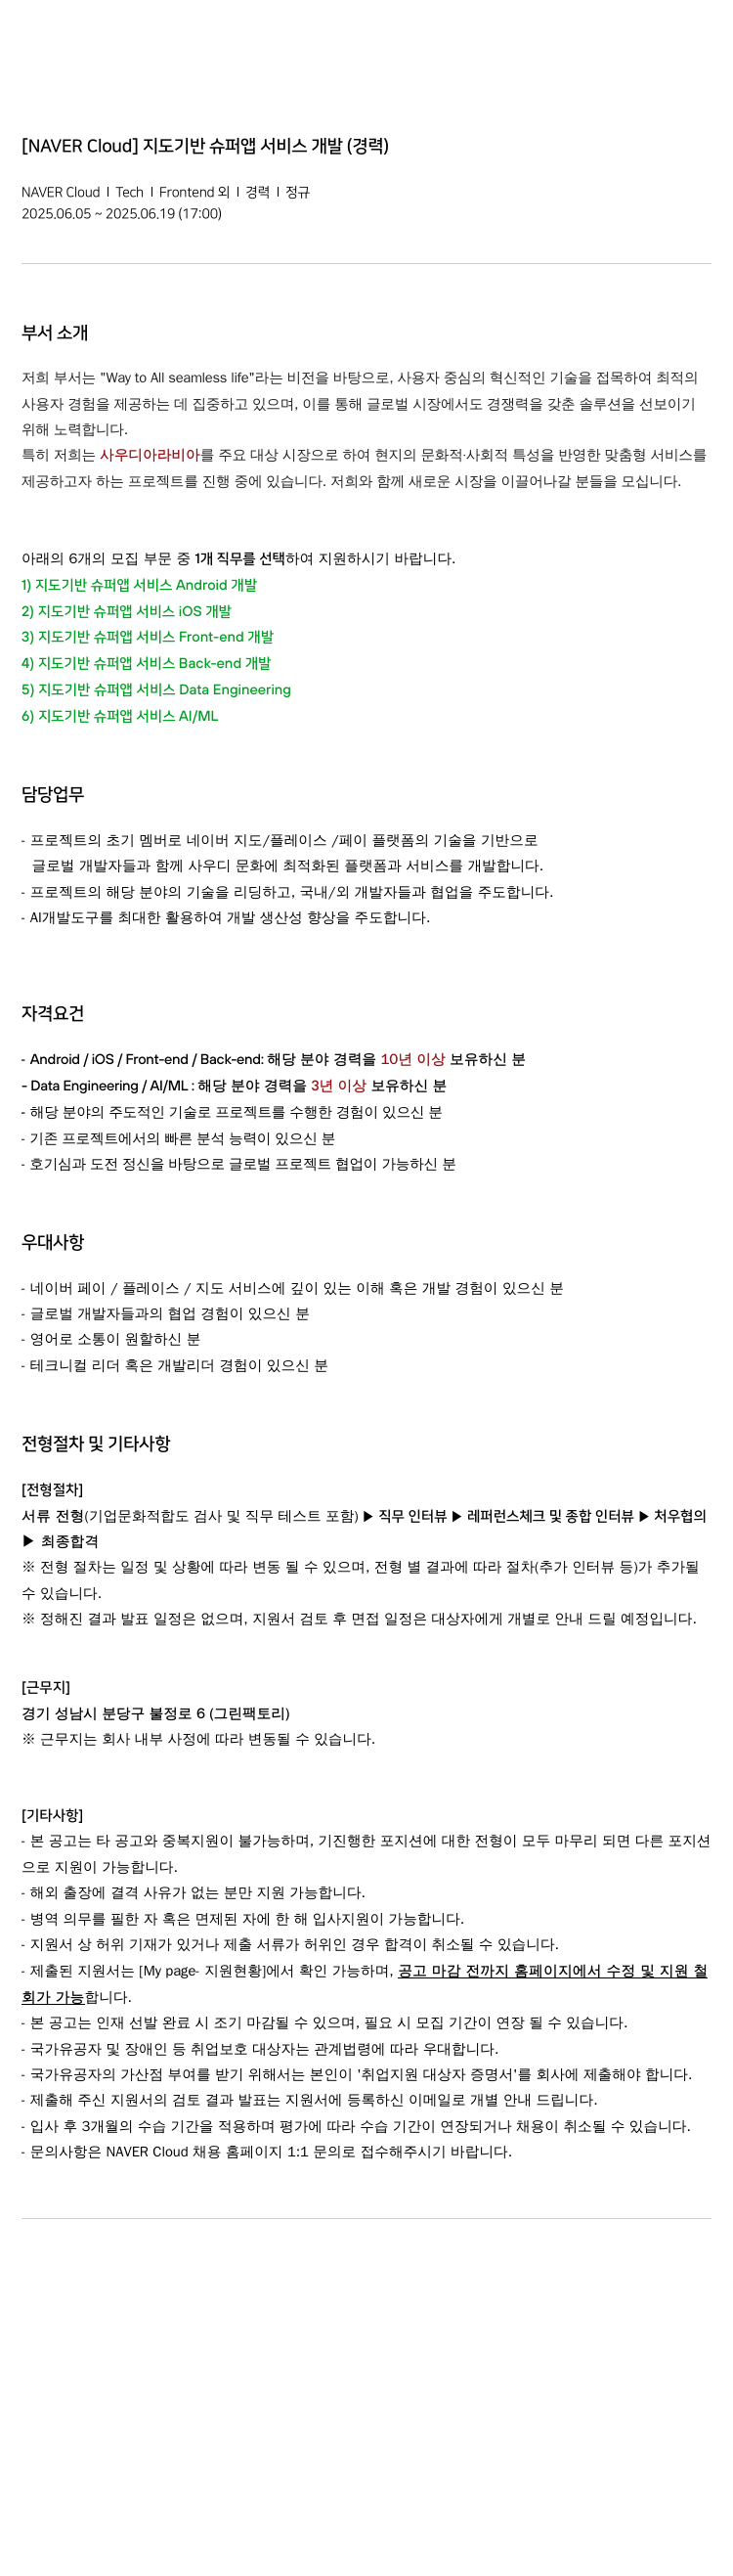 [NAVER Cloud] 지도기반 슈퍼앱 서비스 개발 (경력)
NAVER Cloud | Tech | Frontend 외 | 경력 | 정규
2025.06.05 ~ 2025.06.19 (17:00)
부서 소개
저희 부서는 "Way to All seamless life"라는 비전을 바탕으로, 사용자 중심의 혁신적인 기술을 접목하여 최적의
사용자 경험을 제공하는 데 집중하고 있으며, 이를 통해 글로벌 시장에서도 경쟁력을 갖춘 솔루션을 선보이기
위해 노력합니다.
특히 저희는 사우디아라비아를 주요 대상 시장으로 하여 현지의 문화적·사회적 특성을 반영한 맞춤형 서비스를
제공하고자 하는 프로젝트를 진행 중에 있습니다. 저희와 함께 새로운 시장을 이끌어나갈 분들을 모십니다.
아래의 6개의 모집 부문 중 1개 직무를 선택하여 지원하시기 바랍니다.
1) 지도기반 슈퍼앱 서비스 Android 개발
2) 지도기반 슈퍼앱 서비스 iOS 개발
3) 지도기반 슈퍼앱 서비스 Front-end 개발
4) 지도기반 슈퍼앱 서비스 Back-end 개발
5) 지도기반 슈퍼앱 서비스 Data Engineering
6) 지도기반 슈퍼앱 서비스 AI/ML
담당업무
- 프로젝트의 초기 멤버로 네이버 지도/플레이스 /페이 플랫폼의 기술을 기반으로
글로벌 개발자들과 함께 사우디 문화에 최적화된 플랫폼과 서비스를 개발합니다.
- 프로젝트의 해당 분야의 기술을 리딩하고, 국내/외 개발자들과 협업을 주도합니다.
- AI개발도구를 최대한 활용하여 개발 생산성 향상을 주도합니다.
자격요건
- Android / iOS / Front-end / Back-end: 해당 분야 경력을 10년 이상 보유하신 분
- Data Engineering / AI/ML : 해당 분야 경력을 3년 이상 보유하신 분
- 해당 분야의 주도적인 기술로 프로젝트를 수행한 경험이 있으신 분
- 기존 프로젝트에서의 빠른 분석 능력이 있으신 분
- 호기심과 도전 정신을 바탕으로 글로벌 프로젝트 협업이 가능하신 분
우대사항
- 네이버 페이 / 플레이스 / 지도 서비스에 깊이 있는 이해 혹은 개발 경험이 있으신 분
- 글로벌 개발자들과의 협업 경험이 있으신 분
- 영어로 소통이 원할하신 분
- 테크니컬 리더 혹은 개발리더 경험이 있으신 분
전형절차 및 기타사항
[전형절차]
서류 전형(기업문화적합도 검사 및 직무 테스트 포함) ▶ 직무 인터뷰 ▶ 레퍼런스체크 및 종합 인터뷰 ▶ 처우협의
▶ 최종합격
※ 전형 절차는 일정 및 상황에 따라 변동 될 수 있으며, 전형 별 결과에 따라 절차(추가 인터뷰 등)가 추가될
수 있습니다.
※ 정해진 결과 발표 일정은 없으며, 지원서 검토 후 면접 일정은 대상자에게 개별로 안내 드릴 예정입니다.
[근무지]
경기 성남시 분당구 불정로 6 (그린팩토리)
※ 근무지는 회사 내부 사정에 따라 변동될 수 있습니다.
[기타사항]
- 본 공고는 타 공고와 중복지원이 불가능하며, 기진행한 포지션에 대한 전형이 모두 마무리 되면 다른 포지션
으로 지원이 가능합니다.
- 해외 출장에 결격 사유가 없는 분만 지원 가능합니다.
- 병역 의무를 필한 자 혹은 면제된 자에 한 해 입사지원이 가능합니다.
- 지원서 상 허위 기재가 있거나 제출 서류가 허위인 경우 합격이 취소될 수 있습니다.
- 제출된 지원서는 [My page- 지원현황]에서 확인 가능하며, 공고 마감 전까지 홈페이지에서 수정 및 지원 철
회가 가능합니다.
- 본 공고는 인재 선발 완료 시 조기 마감될 수 있으며, 필요 시 모집 기간이 연장 될 수 있습니다.
- 국가유공자 및 장애인 등 취업보호 대상자는 관계법령에 따라 우대합니다.
- 국가유공자의 가산점 부여를 받기 위해서는 본인이 '취업지원 대상자 증명서'를 회사에 제출해야 합니다.
- 제출해 주신 지원서의 검토 결과 발표는 지원서에 등록하신 이메일로 개별 안내 드립니다.
- 입사 후 3개월의 수습 기간을 적용하며 평가에 따라 수습 기간이 연장되거나 채용이 취소될 수 있습니다.
- 문의사항은 NAVER Cloud 채용 홈페이지 1:1 문의로 접수해주시기 바랍니다.